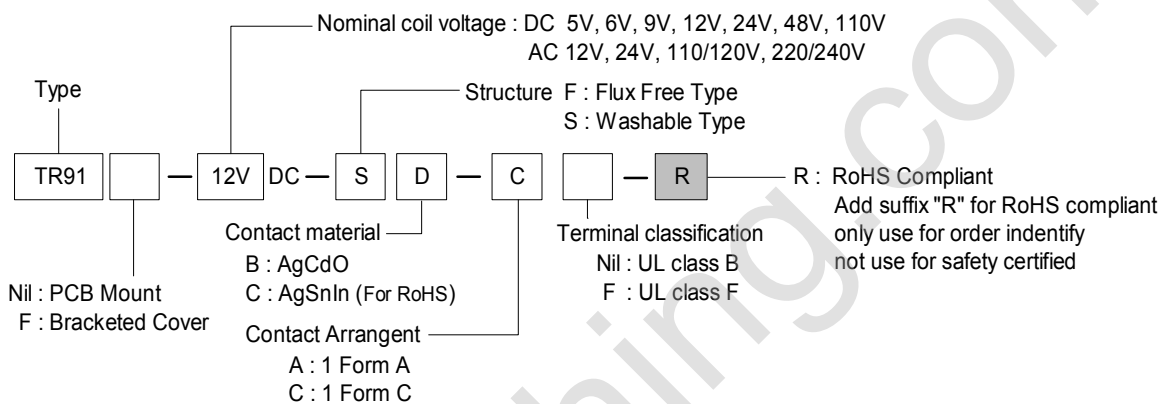 Nominal coil voltage : DC 5V, 6V, 9V, 12V, 24V, 48V, 110V
AC 12V, 24V, 110/120V, 220/240V
Type
Structure F : Flux Free Type
S : Washable Type
TR91 — 12V DC — S D — C — R
R : RoHS Compliant
Add suffix "R" for RoHS compliant
only use for order indentify
not use for safety certified
Contact material
B : AgCdO
C : AgSnIn (For RoHS)
Terminal classification
Nil : UL class B
F : UL class F
Nil : PCB Mount
F : Bracketed Cover
Contact Arrangent
A : 1 Form A
C : 1 Form C